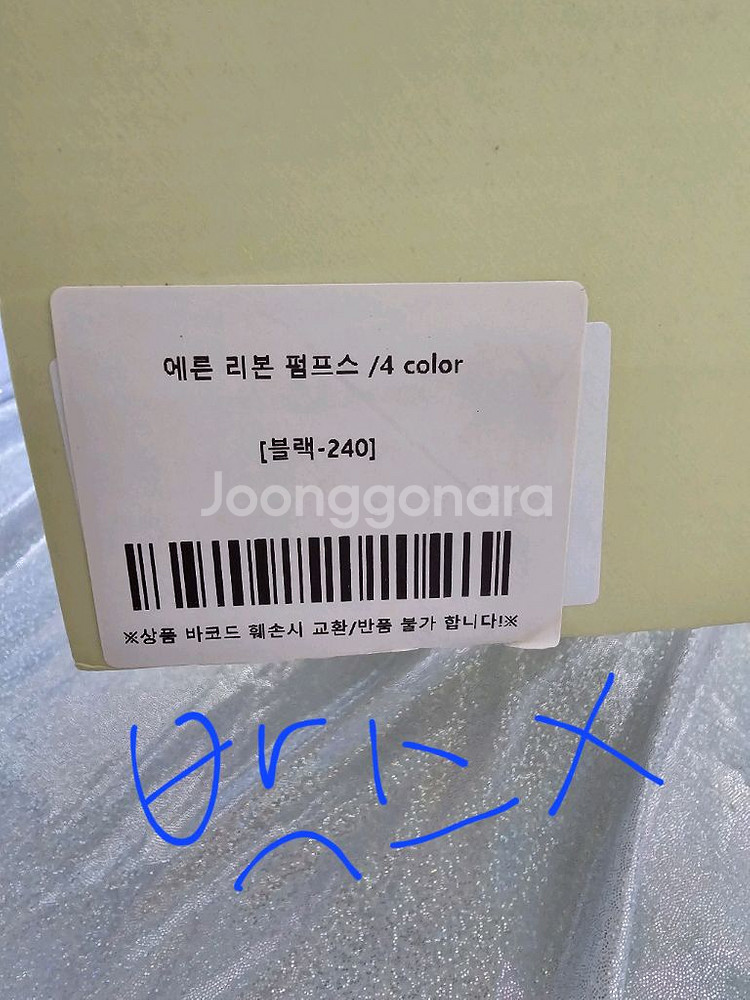 에른 리본 펌프스 /4 color
[블랙-240]
Joonggonara
※상품 바코드 훼손시 교환/반품 불가 합니다!※
박스 X